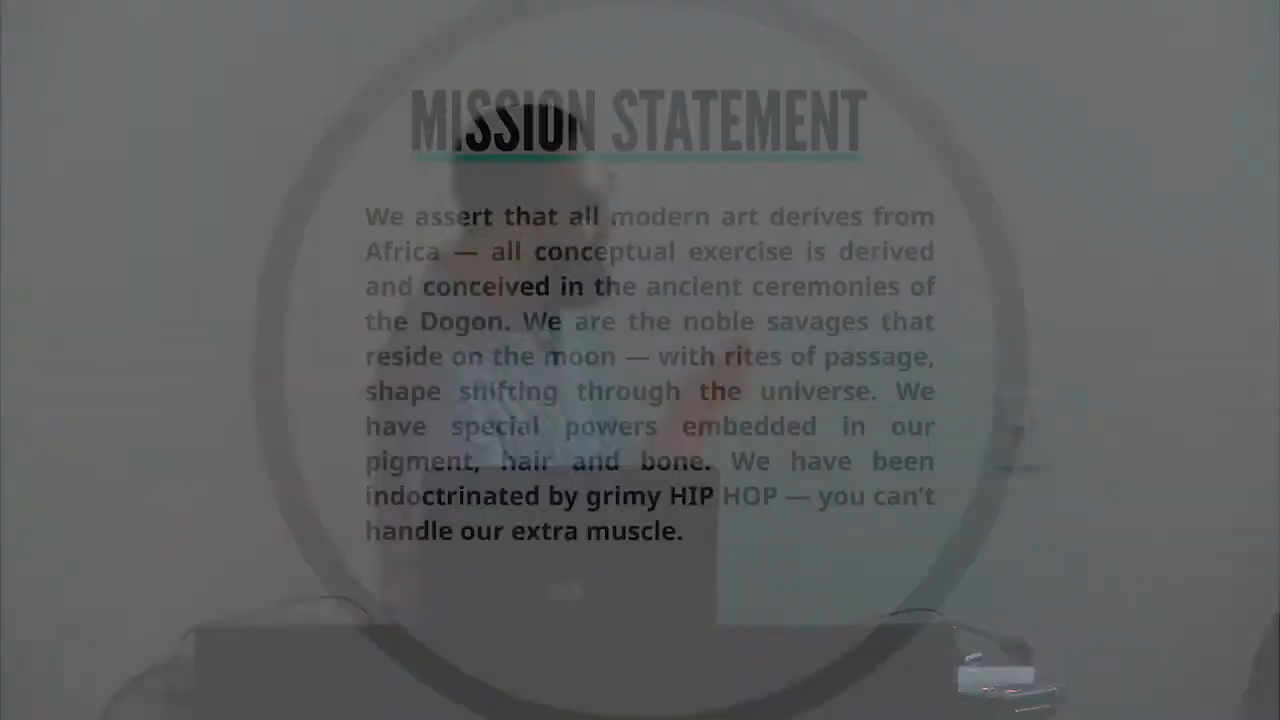 MISSION STATEMENT
We assert that all modern art derives from
Africa — all conceptual exercise is derived
and conceived in the ancient ceremonies of
the Dogon. We are the noble savages that
reside on the moon — with rites of passage,
shape shifting through the universe. We
have special powers embedded in our
pigment, hair and bone. We have been
indoctrinated by grimy HIP HOP — you can't
handle our extra muscle.